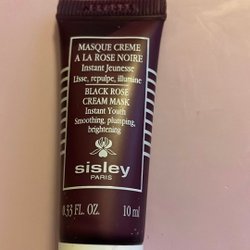 MASQUE CREME
A LA ROSE NOIRE
Instant Jeunesse
Lisse, repulpe, illumine
BLACK ROSE
CREAM MASK
Instant Youth
Smoothing, plumping,
brightening
sisley
PARIS
0.33 FL. OZ. 10 ml